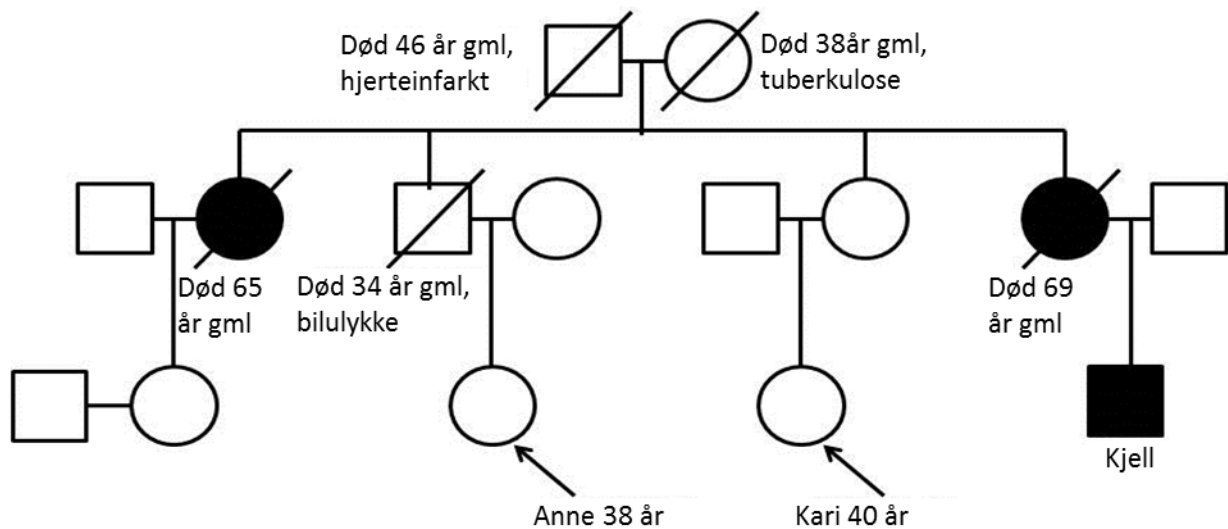 Død 46 år gml,
hjerteinfarkt
Død 38år gml,
tuberkulose
Død 65
år gml
Død 34 år gml,
bilulykke
Død 69
år gml
Kjell
Anne 38 år
Kari 40 år